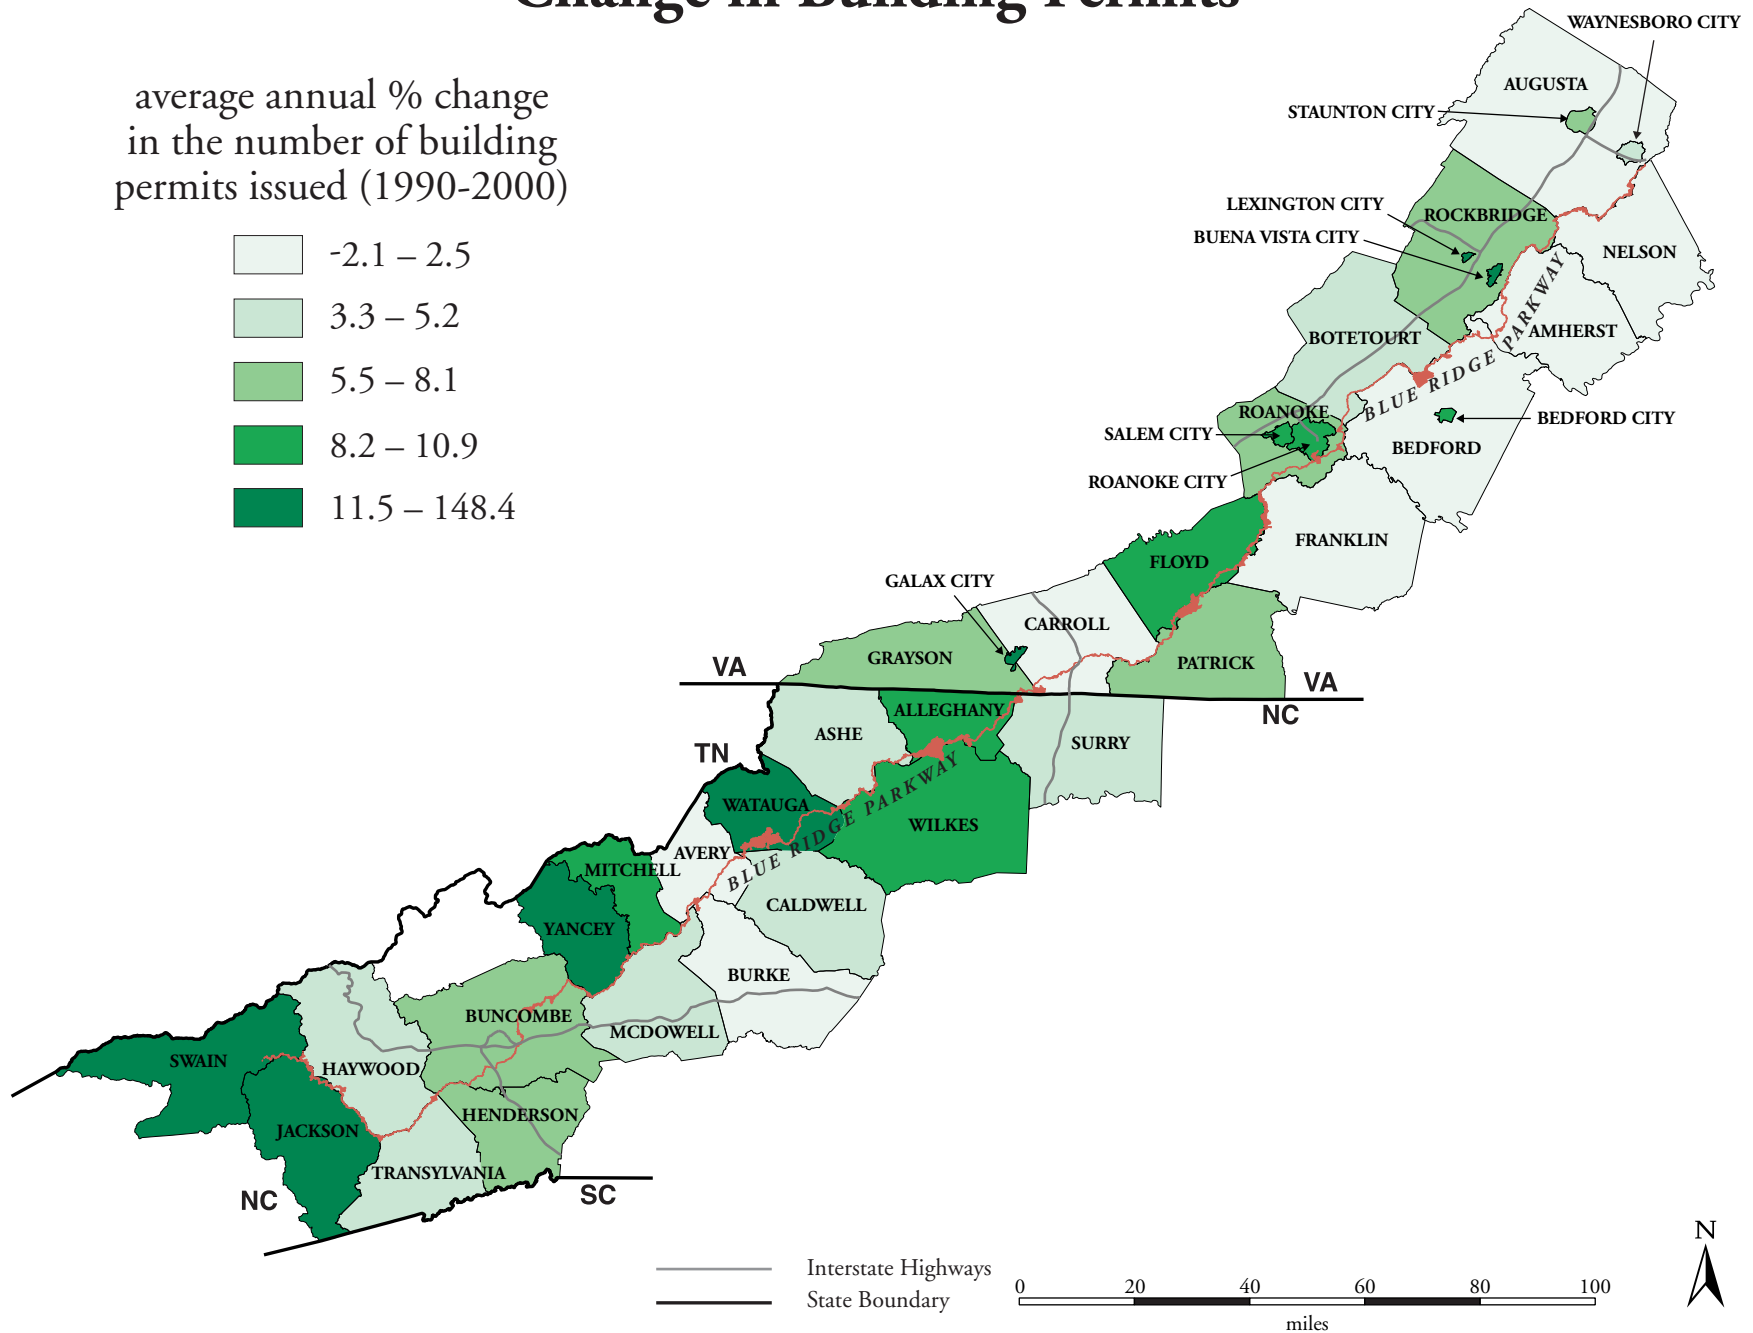 Change in Building Permits
average annual % change
in the number of building
permits issued (1990-2000)
-2.1 – 2.5
3.3 – 5.2
5.5 – 8.1
8.2 – 10.9
11.5 – 148.4
WAYNESBORO CITY
AUGUSTA
STAUNTON CITY
LEXINGTON CITY
ROCKBRIDGE
BUENA VISTA CITY
NELSON
BOTETOURT
AMHERST
BLUE RIDGE PARKWAY
ROANOKE
SALEM CITY
BEDFORD CITY
BEDFORD
ROANOKE CITY
FRANKLIN
FLOYD
GALAX CITY
CARROLL
GRAYSON
PATRICK
VA
VA
NC
ALLEGHANY
ASHE
SURRY
TN
WATAUGA
WILKES
BLUE RIDGE PARKWAY
AVERY
MITCHELL
CALDWELL
YANCEY
BURKE
BUNCOMBE
MCDOWELL
SWAIN
HAYWOOD
HENDERSON
JACKSON
TRANSYLVANIA
NC
SC
N
Interstate Highways
State Boundary
0 20 40 60 80 100
miles